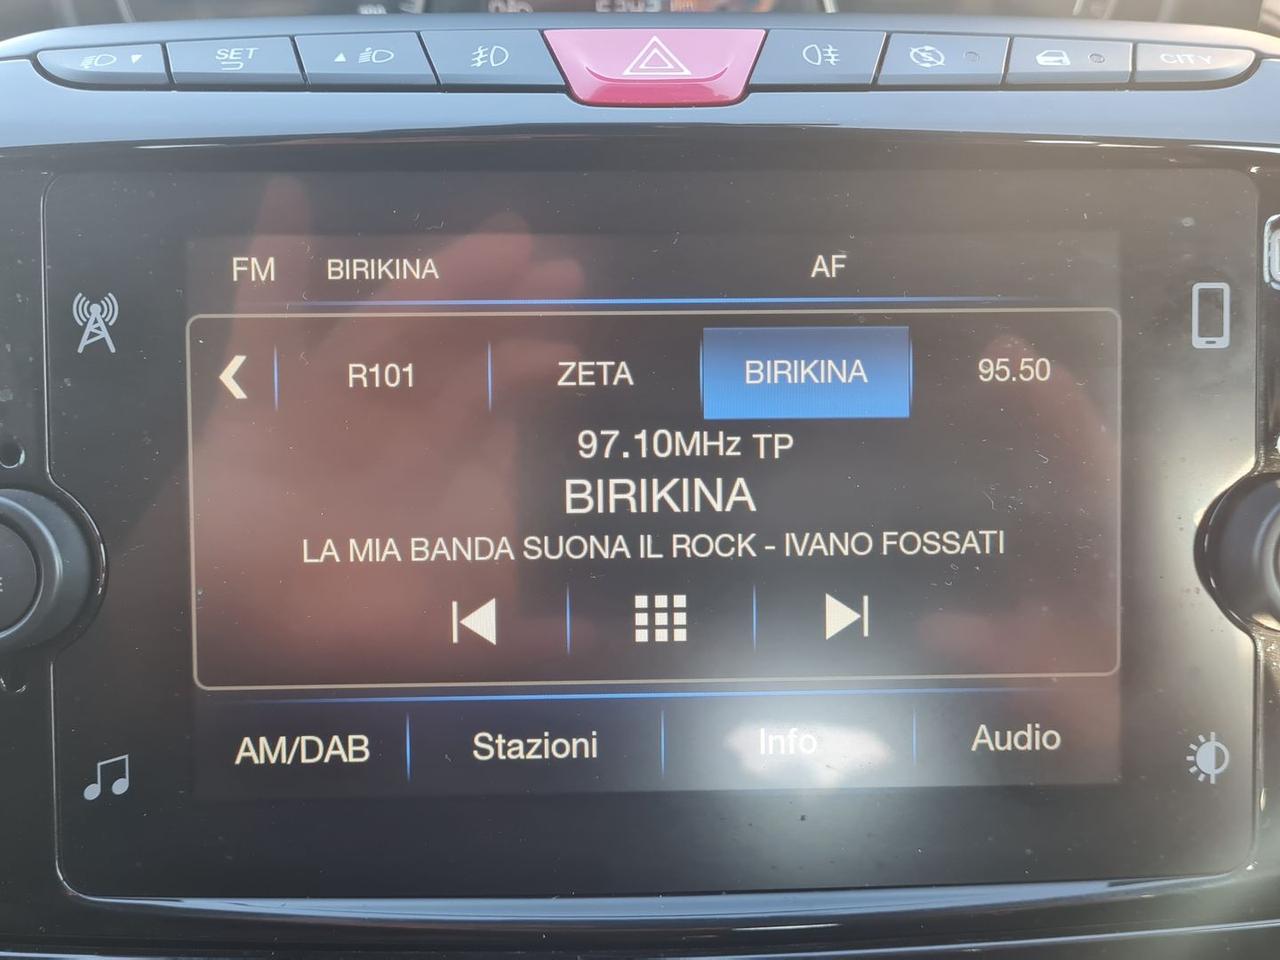 SET
CITY
FM BIRIKINA AF
R101 ZETA BIRIKINA 95.50
97.10MHz TP
BIRIKINA
LA MIA BANDA SUONA IL ROCK - IVANO FOSSATI
AM/DAB Stazioni Info Audio